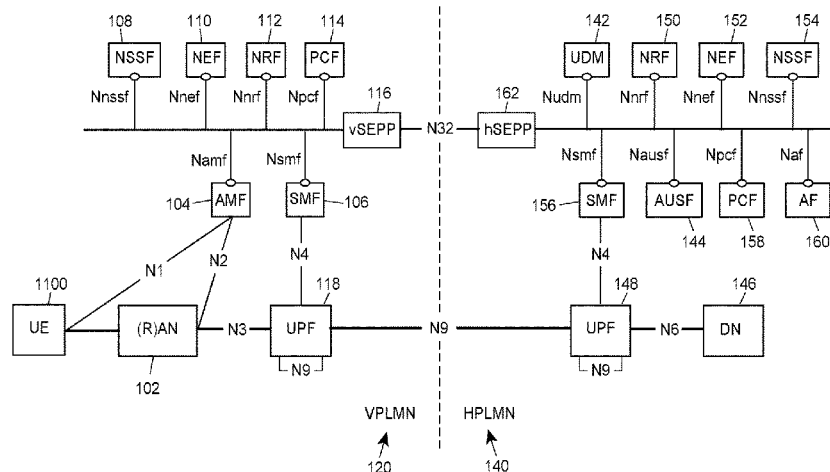 108 110 112 114 142 150 152 154
NSSF NEF NRF PCF UDM NRF NEF NSSF
Nnssf Nnef Nnrf Npcf 116 162 Nudm Nnrf Nnef Nnssf
vSEPP N32 hSEPP
Namf Nsmf Nsmf Nausf Npcf Naf
104 AMF SMF 106 156 SMF AUSF PCF AF
144 158 160
N1 N2 N4 N4
1100 118 148 146
UE (R)AN N3 UPF N9 UPF N6 DN
102 N9 N9
VPLMN HPLMN
120 140